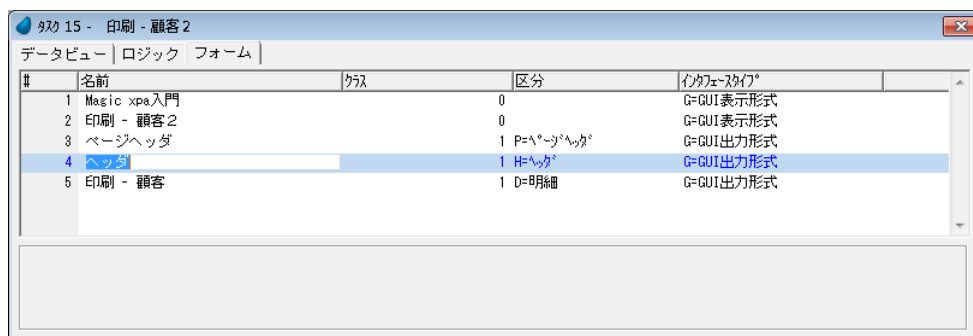 ﾀｽｸ 15 - 印刷 - 顧客２
データビュー ロジック フォーム
# 名前 ｸﾗｽ 区分 ｲﾝﾀﾌｪｰｽﾀｲﾌﾟ
1 Magic xpa入門 0 G=GUI表示形式
2 印刷 - 顧客２ 0 G=GUI表示形式
3 ページヘッダ 1 P=ﾍﾟｰｼﾞﾍｯﾀﾞ G=GUI出力形式
4 ヘッダ 1 H=ﾍｯﾀﾞ G=GUI出力形式
5 印刷 - 顧客 1 D=明細 G=GUI出力形式